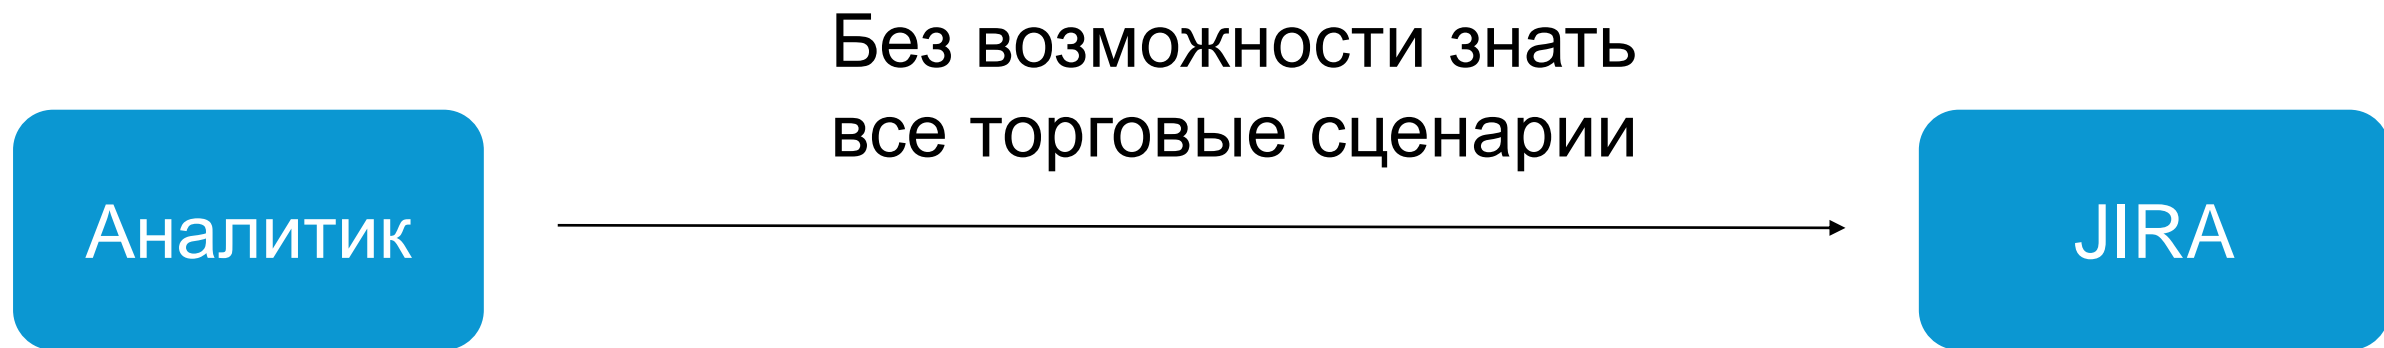 Без возможности знать
все торговые сценарии
Аналитик
JIRA